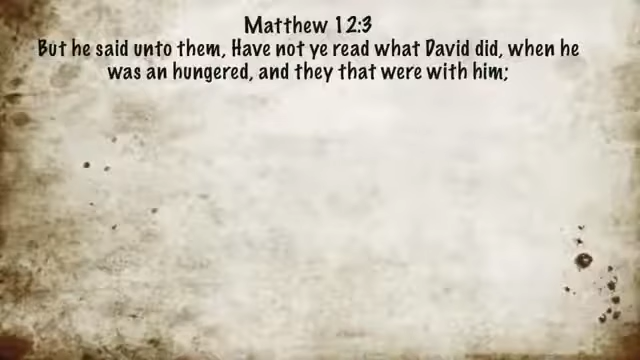 Matthew 12:3
But he said unto them, Have not ye read what David did, when he
was an hungered, and they that were with him;